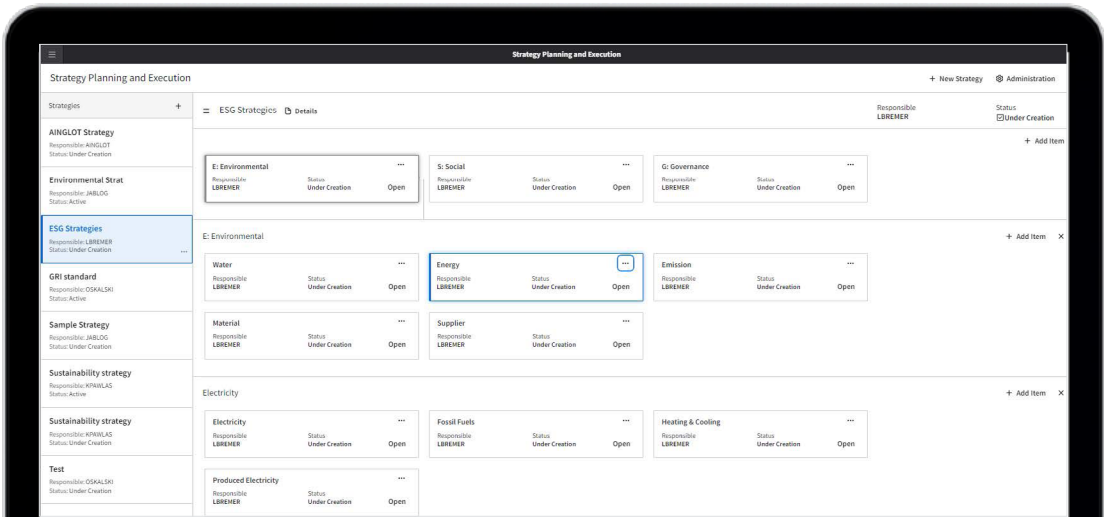 Strategy Planning and Execution
Strategy Planning and Execution
+ New Strategy
Administration
Strategies +
AINGLOT Strategy
Responsible: AINGLOT
Status: Under Creation
Environmental Strat
Responsible: JABLOG
Status: Active
ESG Strategies
Responsible: LBREMER
Status: Under Creation
...
GRI standard
Responsible: OSKALSKI
Status: Active
Sample Strategy
Responsible: JABLOG
Status: Under Creation
Sustainability strategy
Responsible: KPAWLAS
Status: Active
Sustainability strategy
Responsible: KPAWLAS
Status: Under Creation
Test
Responsible: OSKALSKI
Status: Under Creation
ESG Strategies Details
Responsible
LBREMER
Status
Under Creation
+ Add Item
E: Environmental ...
Responsible Status
LBREMER Under Creation Open
S: Social ...
Responsible Status
LBREMER Under Creation Open
G: Governance ...
Responsible Status
LBREMER Under Creation Open
E: Environmental
+ Add Item ×
Water ...
Responsible Status
LBREMER Under Creation Open
Energy ...
Responsible Status
LBREMER Under Creation Open
Emission ...
Responsible Status
LBREMER Under Creation Open
Material ...
Responsible Status
LBREMER Under Creation Open
Supplier ...
Responsible Status
LBREMER Under Creation Open
Electricity
+ Add Item ×
Electricity ...
Responsible Status
LBREMER Under Creation Open
Fossil Fuels ...
Responsible Status
LBREMER Under Creation Open
Heating & Cooling ...
Responsible Status
LBREMER Under Creation Open
Produced Electricity ...
Responsible Status
LBREMER Under Creation Open